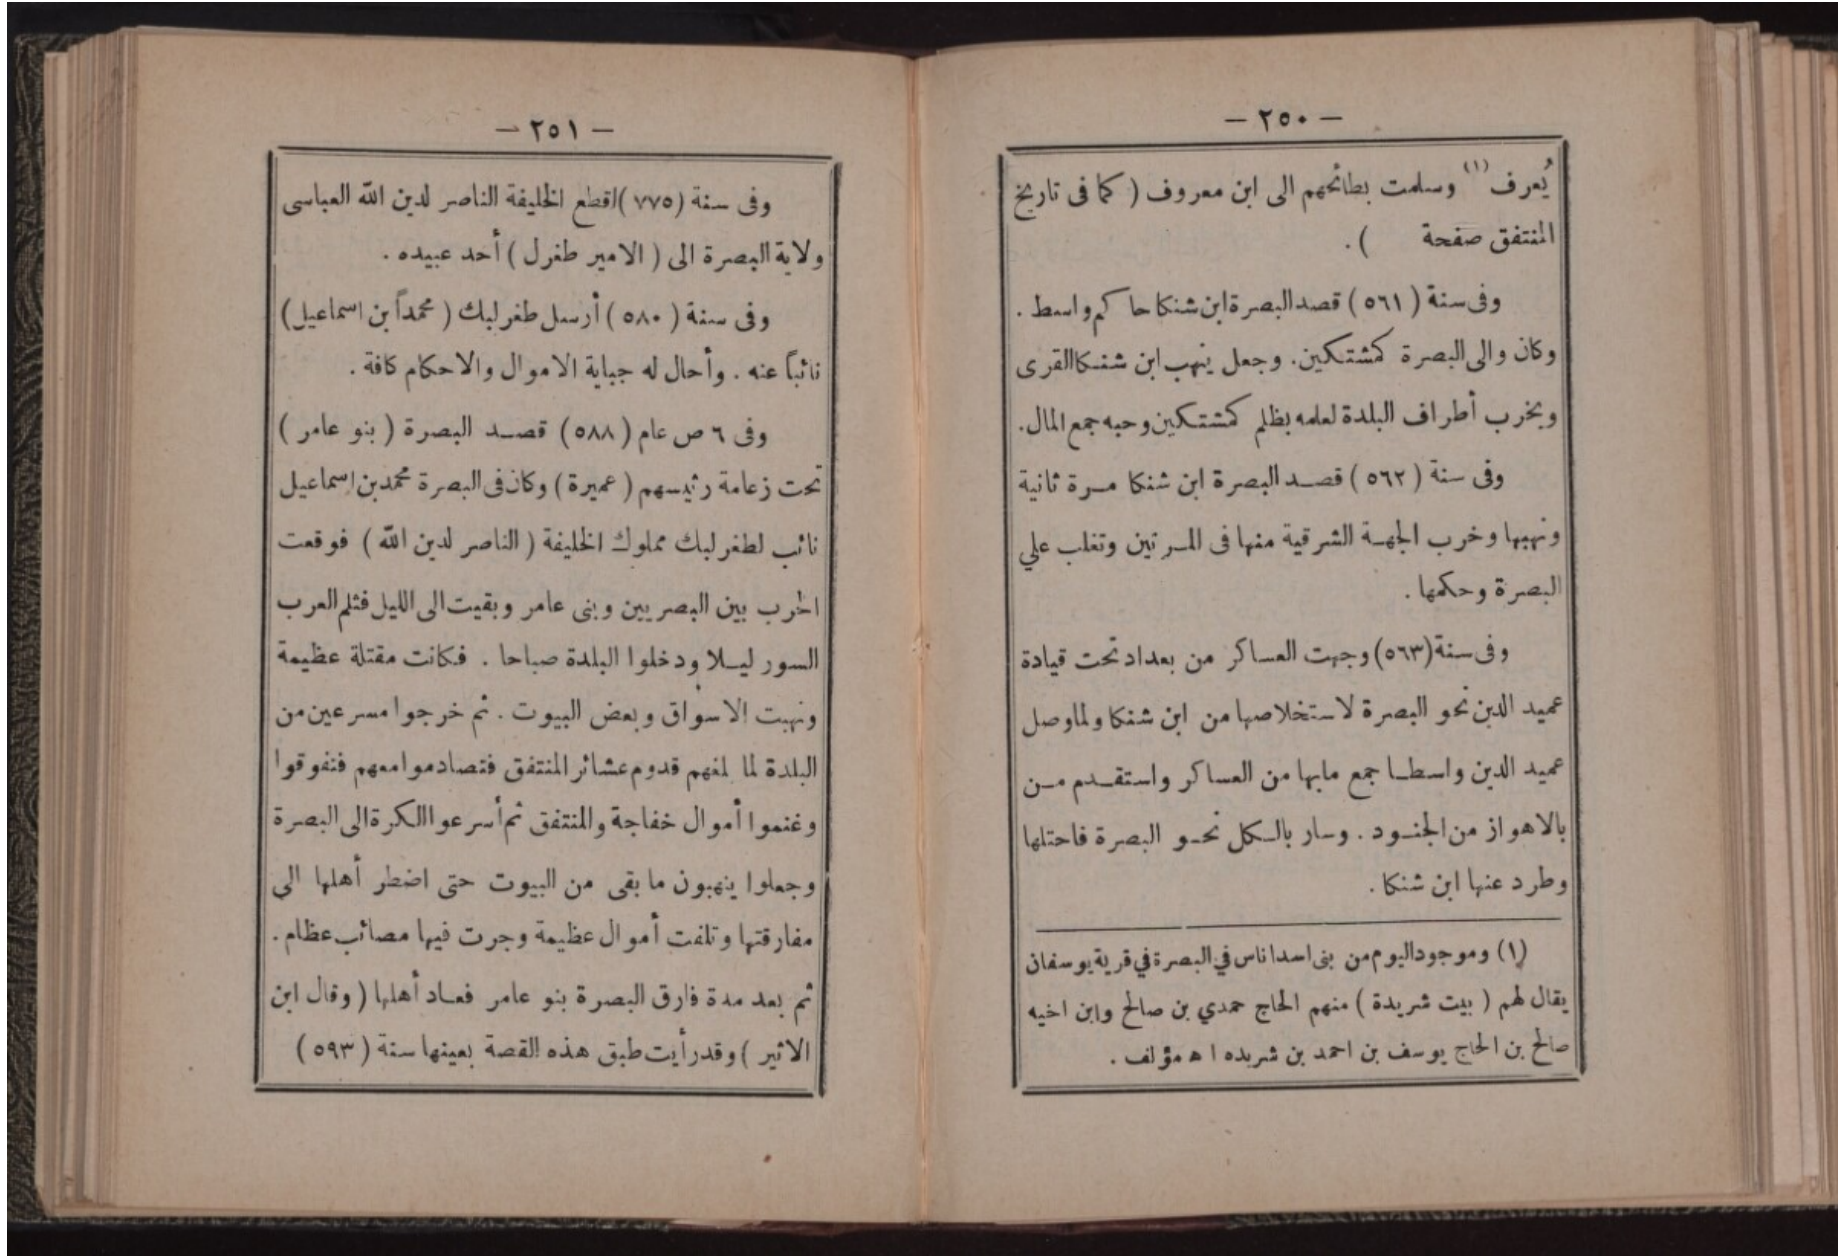 — ٢٥٠ —
يُعرف (١) وسلمت بطائحهم الى ابن معروف ( كما فى تاريخ
المنتفق صفحة ) .
وفى سنة ( ٥٦١ ) قصد البصرة ابن شنكا حاكم واسط .
وكان والى البصرة كمشتكين . وجعل ينهب ابن شنكا القرى
ويخرب أطراف البلدة لعلمه بظلم كمشتكين وحبه جمع المال .
وفى سنة ( ٥٦٢ ) قصد البصرة ابن شنكا مرة ثانية
ونهبها وخرب الجهة الشرقية منها فى المرتين وتغلب علي
البصرة وحكمها .
وفى سنة (٥٦٣) وجهت العساكر من بعداد تحت قيادة
عميد الدين نحو البصرة لاستخلاصها من ابن شنكا ولما وصل
عميد الدين واسطا جمع مابها من العساكر واستقدم من
بالاهواز من الجنود . وسار بالكل نحو البصرة فاحتلها
وطرد عنها ابن شنكا .
(١) وموجود اليوم من بنى اسد اناس في البصرة في قرية يوسفان
يقال لهم ( بيت شريدة ) منهم الحاج حمدي بن صالح وابن اخيه
صالح بن الحاج يوسف بن احمد بن شريده اه مؤلف .
— ٢٥١ —
وفى سنة (٧٧٥) اقطع الخليفة الناصر لدين الله العباسى
ولاية البصرة الى ( الامير طغرل ) أحد عبيده .
وفى سنة ( ٥٨٠ ) أرسل طغرلبك ( محمداً بن اسماعيل )
نائباً عنه . وأحال له جباية الاموال والاحكام كافة .
وفى ٦ ص عام ( ٥٨٨ ) قصد البصرة ( بنو عامر )
تحت زعامة رئيسهم ( عميرة ) وكان فى البصرة محمد بن اسماعيل
نائب لطغرلبك مملوك الخليفة ( الناصر لدين الله ) فوقعت
الحرب بين البصريين وبنى عامر وبقيت الى الليل فثلم العرب
السور ليلا ودخلوا البلدة صباحا . فكانت مقتلة عظيمة
ونهبت الاسواق وبعض البيوت . ثم خرجوا مسرعين من
البلدة لما لمغهم قدوم عشائر المنتفق فتصادموا معهم فتفوقوا
وغنموا أموال خفاجة والمنتفق ثم أسرعوا الكرة الى البصرة
وجعلوا ينهبون ما بقى من البيوت حتى اضطر أهلها الى
مفارقتها وتلفت أموال عظيمة وجرت فيها مصائب عظام .
ثم بعد مدة فارق البصرة بنو عامر فعاد أهلها ( وقال ابن
الاثير ) وقد رأيت طبق هذه القصة بعينها سنة ( ٥٩٣ )